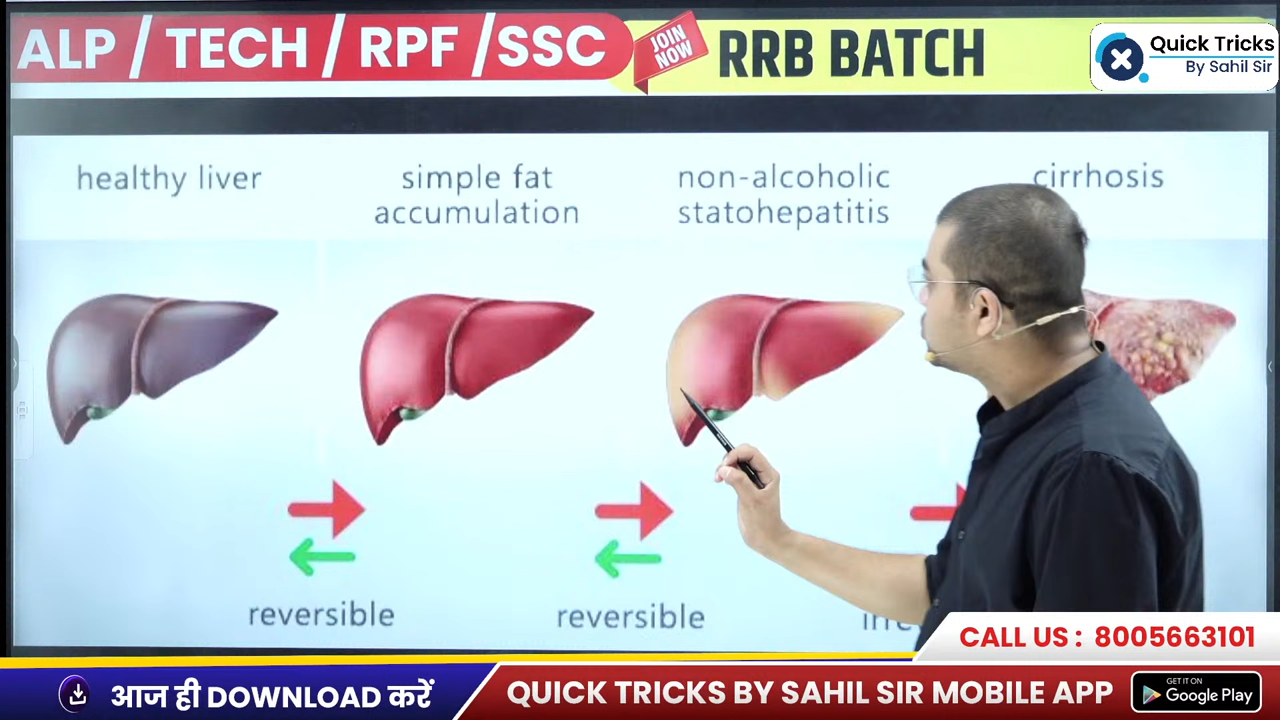 ALP / TECH / RPF / SSC
JOIN
NOW
RRB BATCH
Quick Tricks
By Sahil Sir
healthy liver
simple fat
accumulation
non-alcoholic
statohepatitis
cirrhosis
reversible
reversible
CALL US : 8005663101
आज ही DOWNLOAD करें
QUICK TRICKS BY SAHIL SIR MOBILE APP
GET IT ON
Google Play